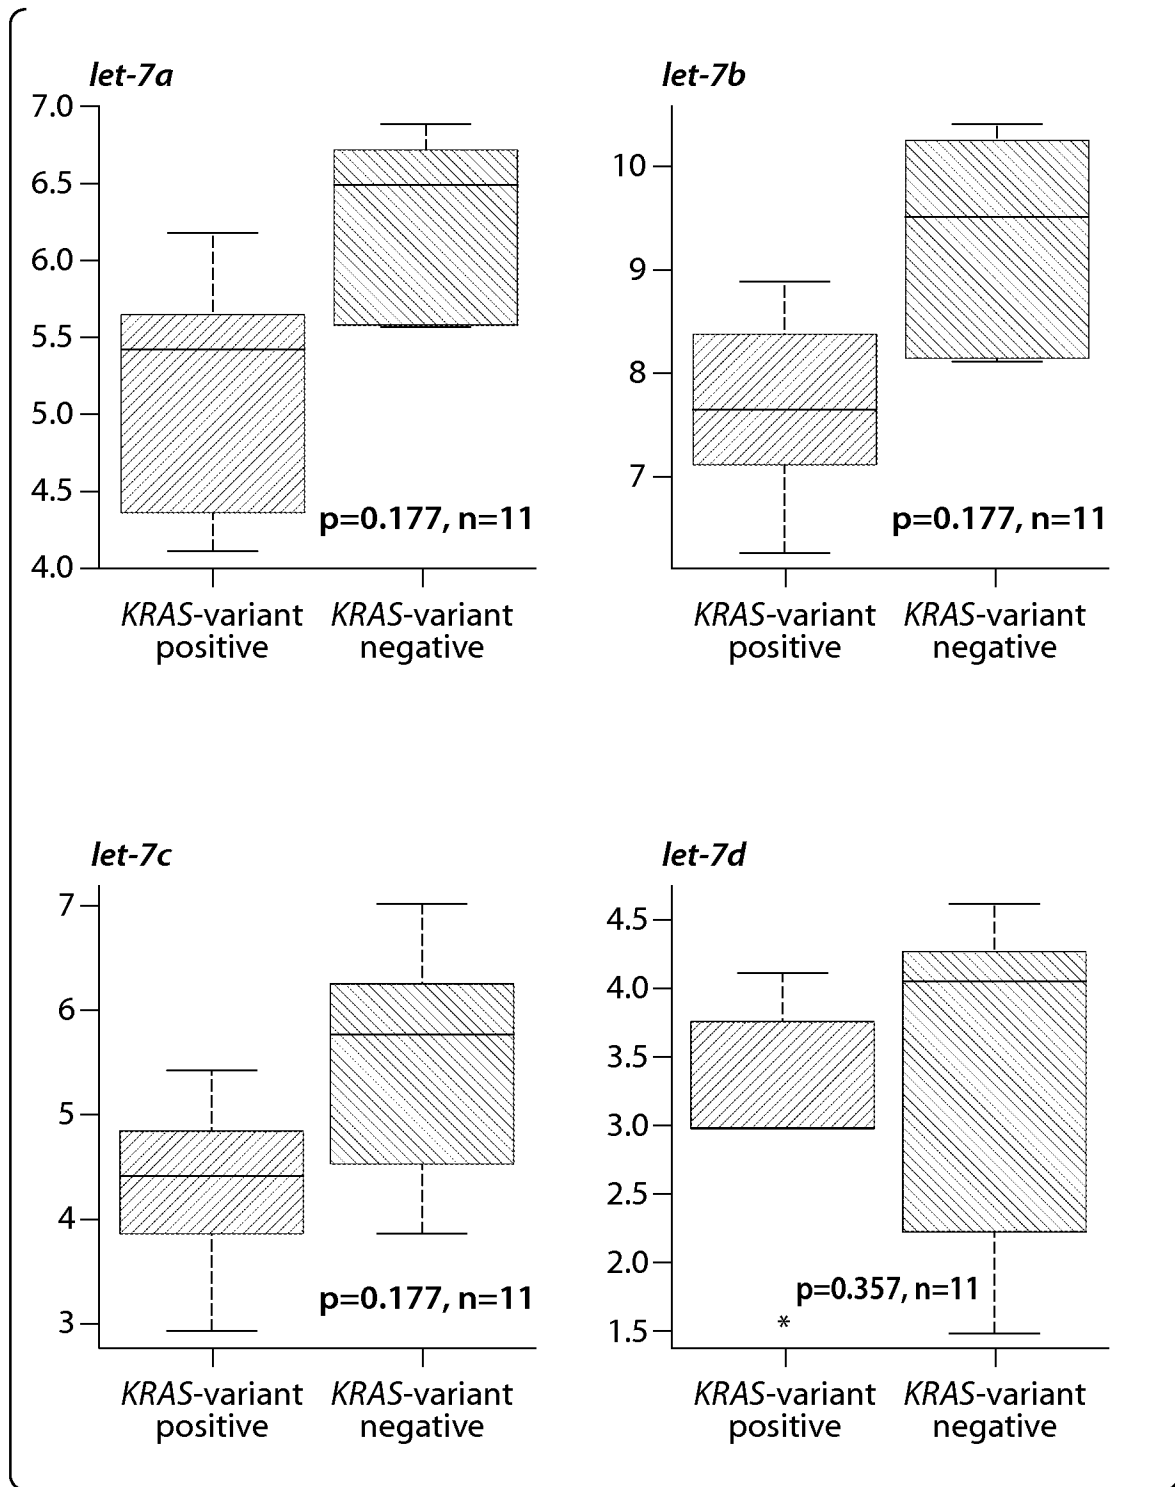 let-7a
7.0
6.5
6.0
5.5
5.0
4.5
4.0
p=0.177, n=11
KRAS-variant positive
KRAS-variant negative
let-7b
10
9
8
7
p=0.177, n=11
KRAS-variant positive
KRAS-variant negative
let-7c
7
6
5
4
3
p=0.177, n=11
KRAS-variant positive
KRAS-variant negative
let-7d
4.5
4.0
3.5
3.0
2.5
2.0
1.5
p=0.357, n=11
*
KRAS-variant positive
KRAS-variant negative